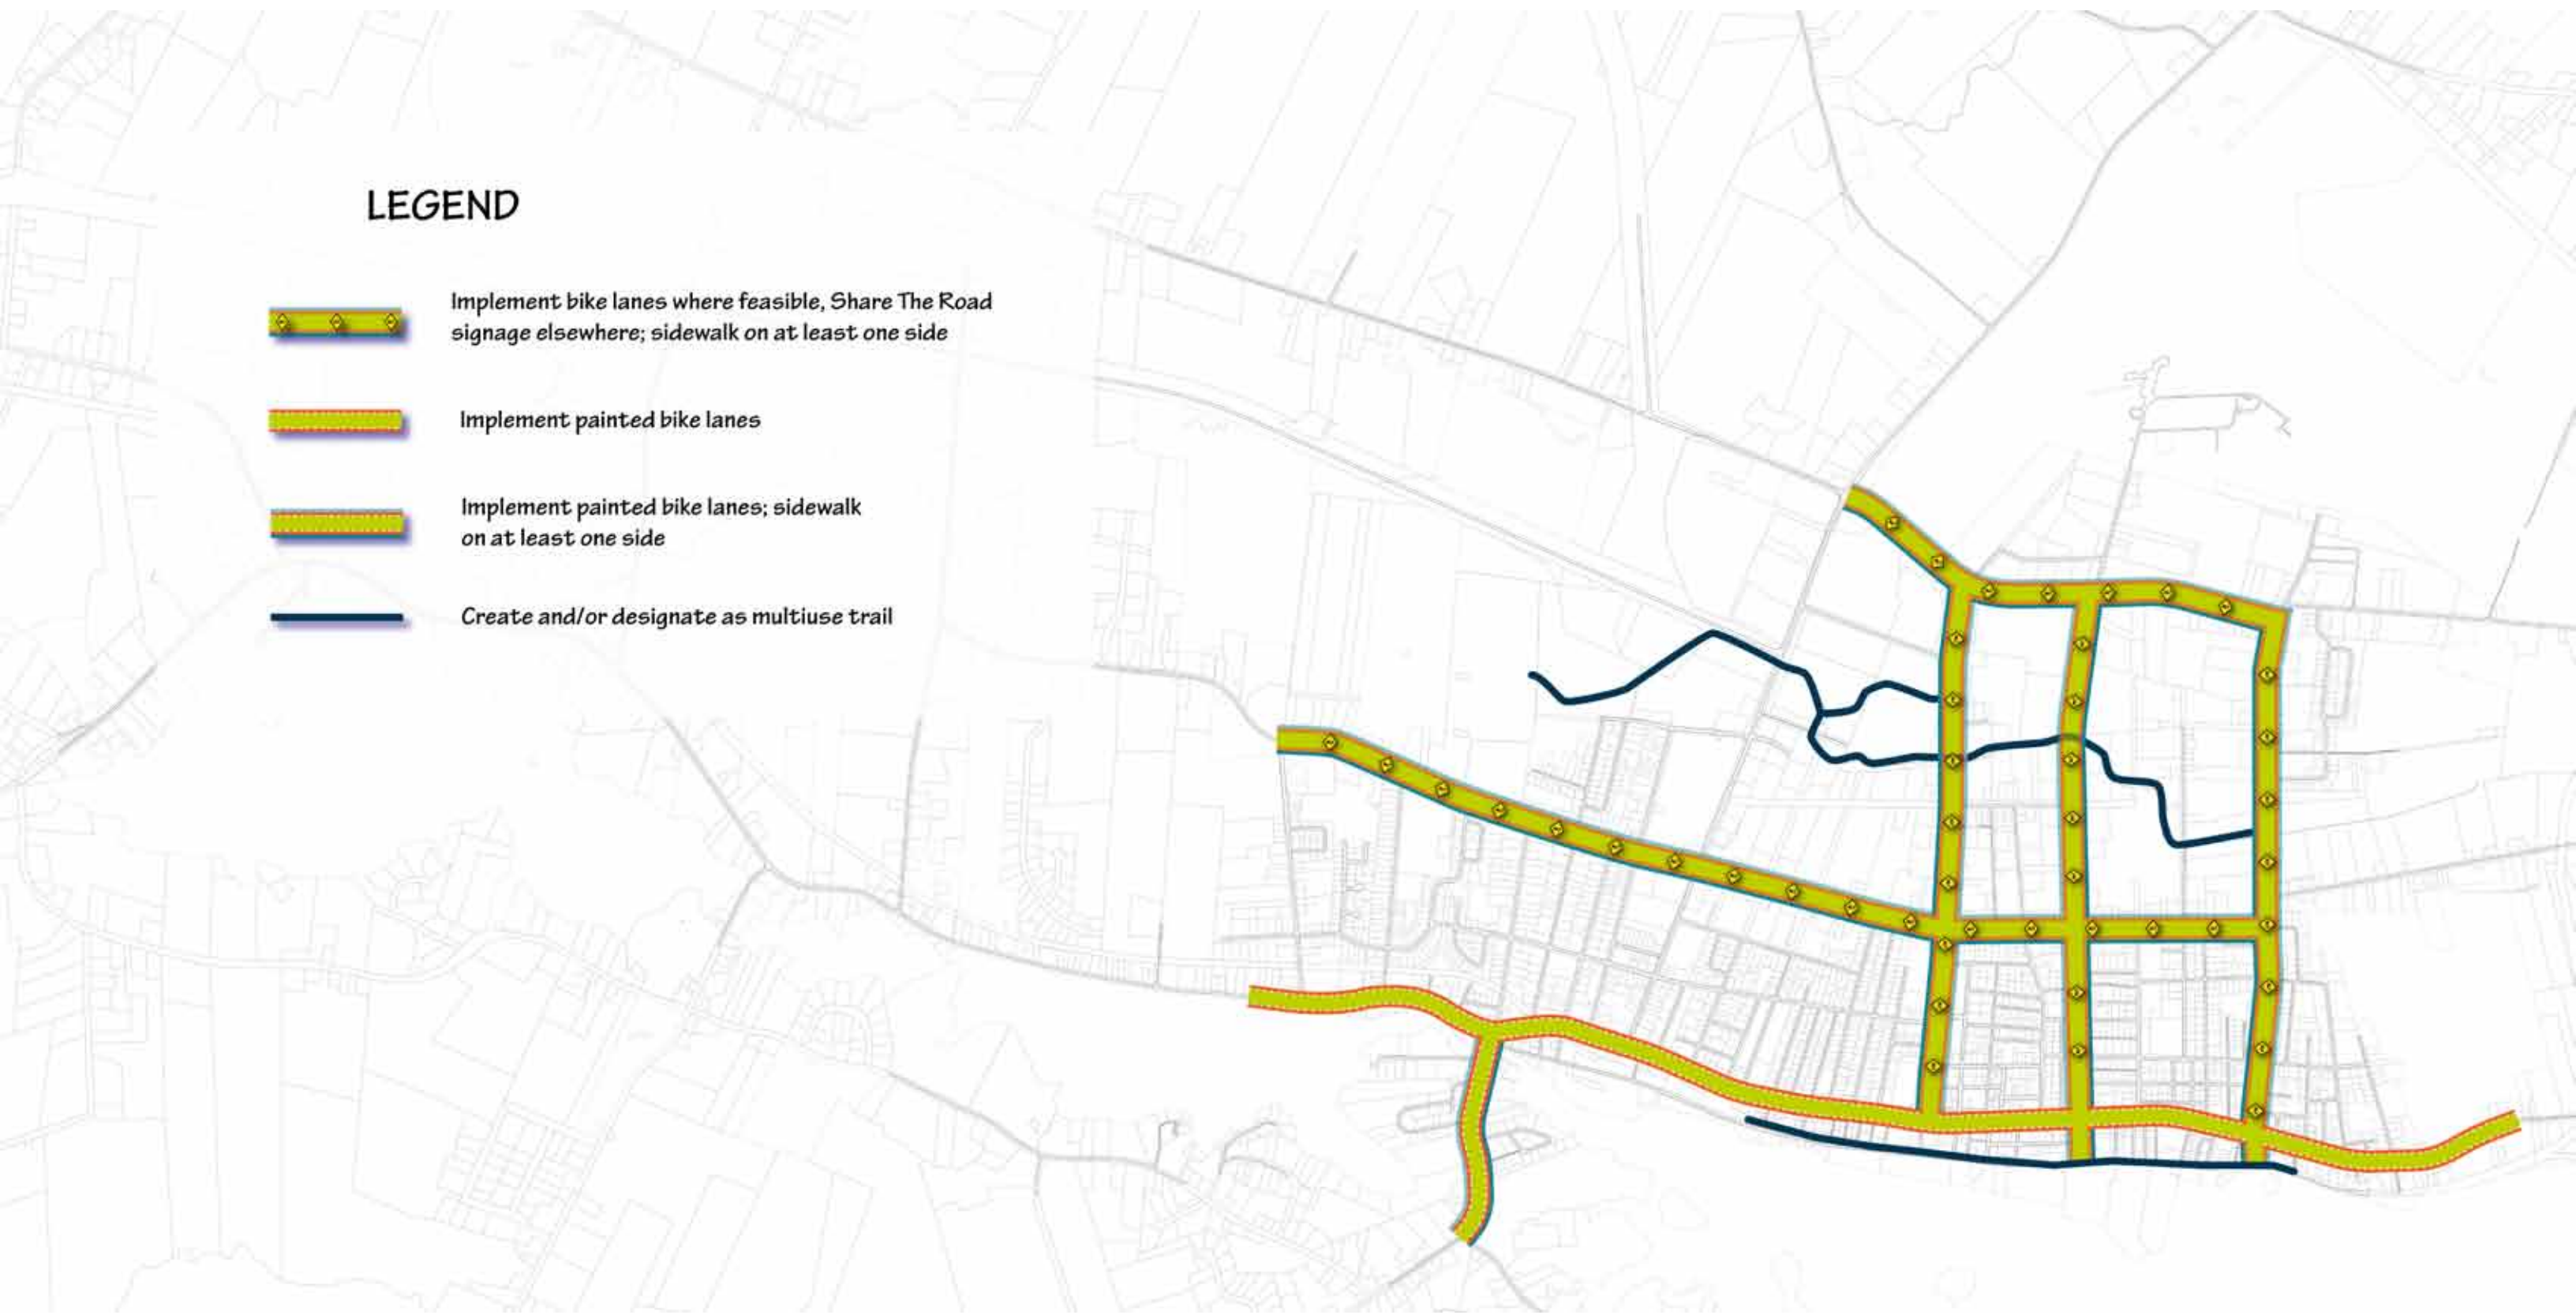 LEGEND
Implement bike lanes where feasible, Share The Road
signage elsewhere; sidewalk on at least one side
Implement painted bike lanes
Implement painted bike lanes; sidewalk
on at least one side
Create and/or designate as multiuse trail